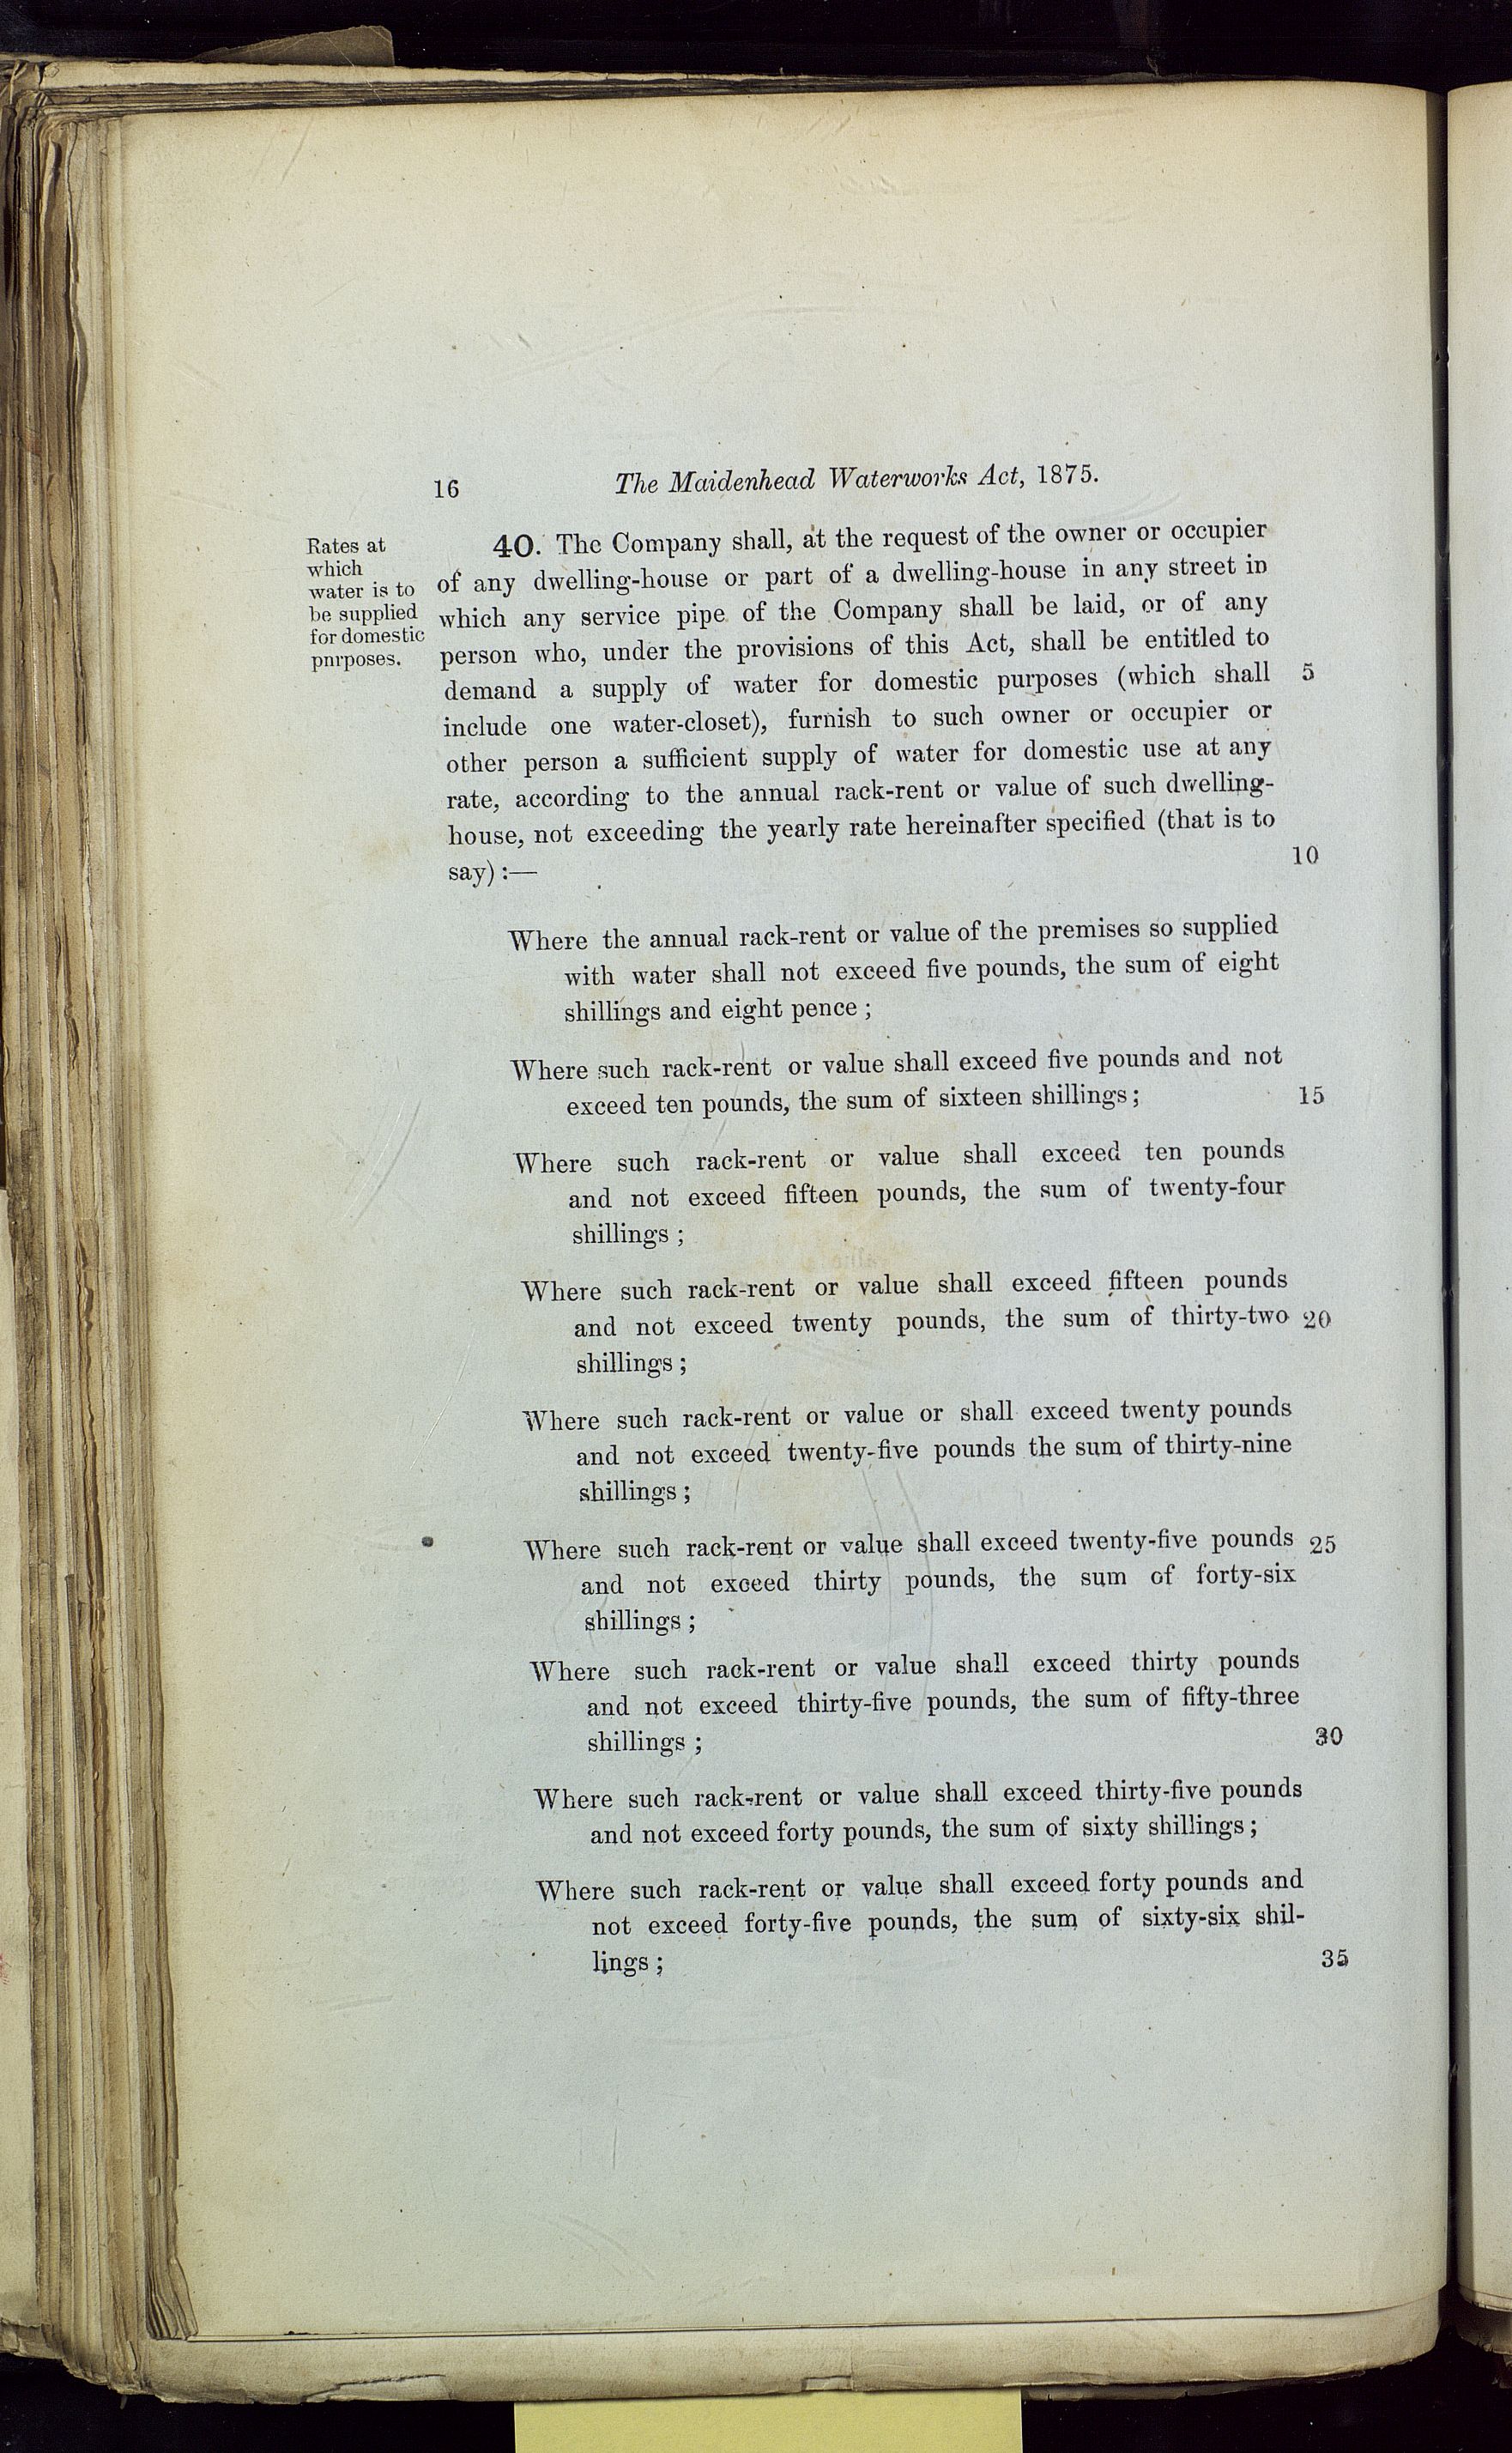 16 The Maidenhead Waterworks Act, 1875.
Rates at
which
water is to
be supplied
for domestic
pnrposes.
40. The Company shall, at the request of the owner or occupier
of any dwelling-house or part of a dwelling-house in any street in
which any service pipe of the Company shall be laid, or of any
person who, under the provisions of this Act, shall be entitled to
demand a supply of water for domestic purposes (which shall 5
include one water-closet), furnish to such owner or occupier or
other person a sufficient supply of water for domestic use at any
rate, according to the annual rack-rent or value of such dwelling-
house, not exceeding the yearly rate hereinafter specified (that is to
say) :— 10
Where the annual rack-rent or value of the premises so supplied
with water shall not exceed five pounds, the sum of eight
shillings and eight pence ;
Where such rack-rent or value shall exceed five pounds and not
exceed ten pounds, the sum of sixteen shillings ; 15
Where such rack-rent or value shall exceed ten pounds
and not exceed fifteen pounds, the sum of twenty-four
shillings ;
Where such rack-rent or value shall exceed fifteen pounds
and not exceed twenty pounds, the sum of thirty-two 20
shillings ;
Where such rack-rent or value or shall exceed twenty pounds
and not exceed twenty-five pounds the sum of thirty-nine
shillings ;
Where such rack-rent or value shall exceed twenty-five pounds 25
and not exceed thirty pounds, the sum of forty-six
shillings ;
Where such rack-rent or value shall exceed thirty pounds
and not exceed thirty-five pounds, the sum of fifty-three
shillings ; 30
Where such rack-rent or value shall exceed thirty-five pounds
and not exceed forty pounds, the sum of sixty shillings ;
Where such rack-rent or value shall exceed forty pounds and
not exceed forty-five pounds, the sum of sixty-six shil-
lings ; 35